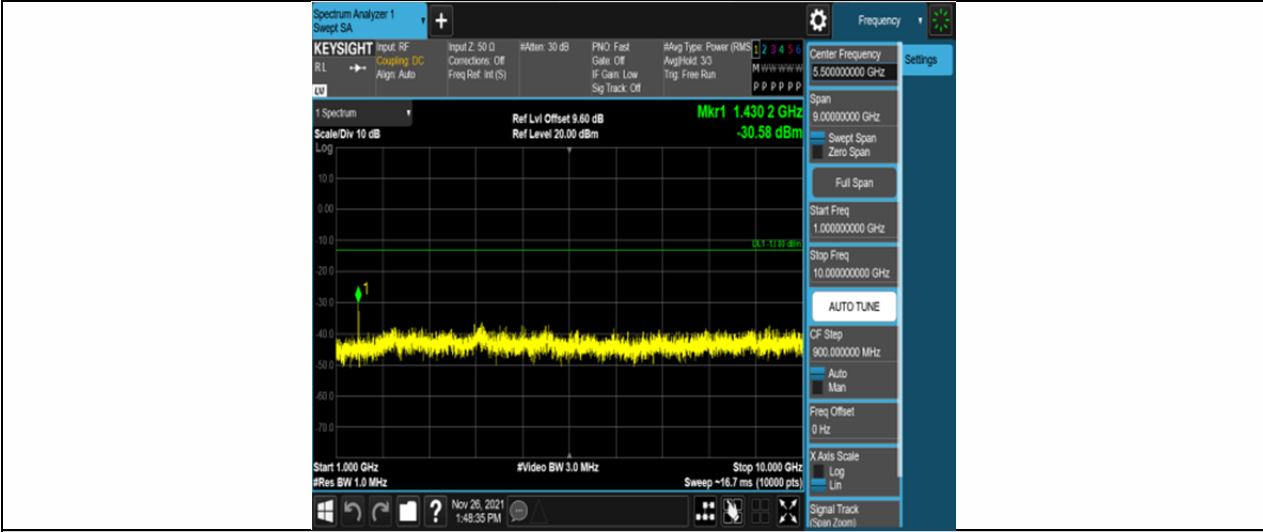 Spectrum Analyzer 1
Swept SA
Frequency
KEYSIGHT
RL
Input: RF
Coupling: DC
Align: Auto
Input Z: 50 Ω
Corrections: Off
Freq Ref: Int (S)
#Atten: 30 dB
PNO: Fast
Gate: Off
IF Gain: Low
Sig Track: Off
#Avg Type: Power (RMS
Avg|Hold: 3/3
Trig: Free Run
1 2 3 4 5 6
M W W W W W
P P P P P P
1 Spectrum
Scale/Div 10 dB
Log
Ref Lvl Offset 9.60 dB
Ref Level 20.00 dBm
Mkr1 1.430 2 GHz
-30.58 dBm
10.0
0.00
-10.0
-20.0
-30.0
-40.0
-50.0
-60.0
-70.0
DL1 -13.00 dBm
1
Start 1.000 GHz
#Res BW 1.0 MHz
#Video BW 3.0 MHz
Stop 10.000 GHz
Sweep ~16.7 ms (10000 pts)
Nov 26, 2021
1:48:35 PM
Center Frequency
5.500000000 GHz
Settings
Span
9.00000000 GHz
Swept Span
Zero Span
Full Span
Start Freq
1.000000000 GHz
Stop Freq
10.000000000 GHz
AUTO TUNE
CF Step
900.000000 MHz
Auto
Man
Freq Offset
0 Hz
X Axis Scale
Log
Lin
Signal Track
(Span Zoom)